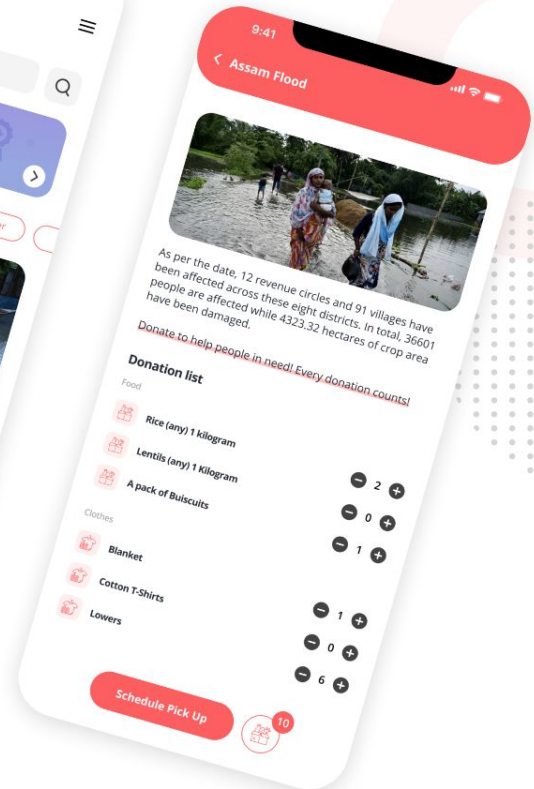 9:41
Assam Flood
As per the date, 12 revenue circles and 91 villages have
been affected across these eight districts. In total, 36601
people are affected while 4323.32 hectares of crop area
have been damaged.
Donate to help people in need! Every donation counts!
Donation list
Food
Rice (any) 1 kilogram
2
Lentils (any) 1 Kilogram
0
A pack of Buiscuits
1
Clothes
Blanket
1
Cotton T-Shirts
0
Lowers
6
Schedule Pick Up
10